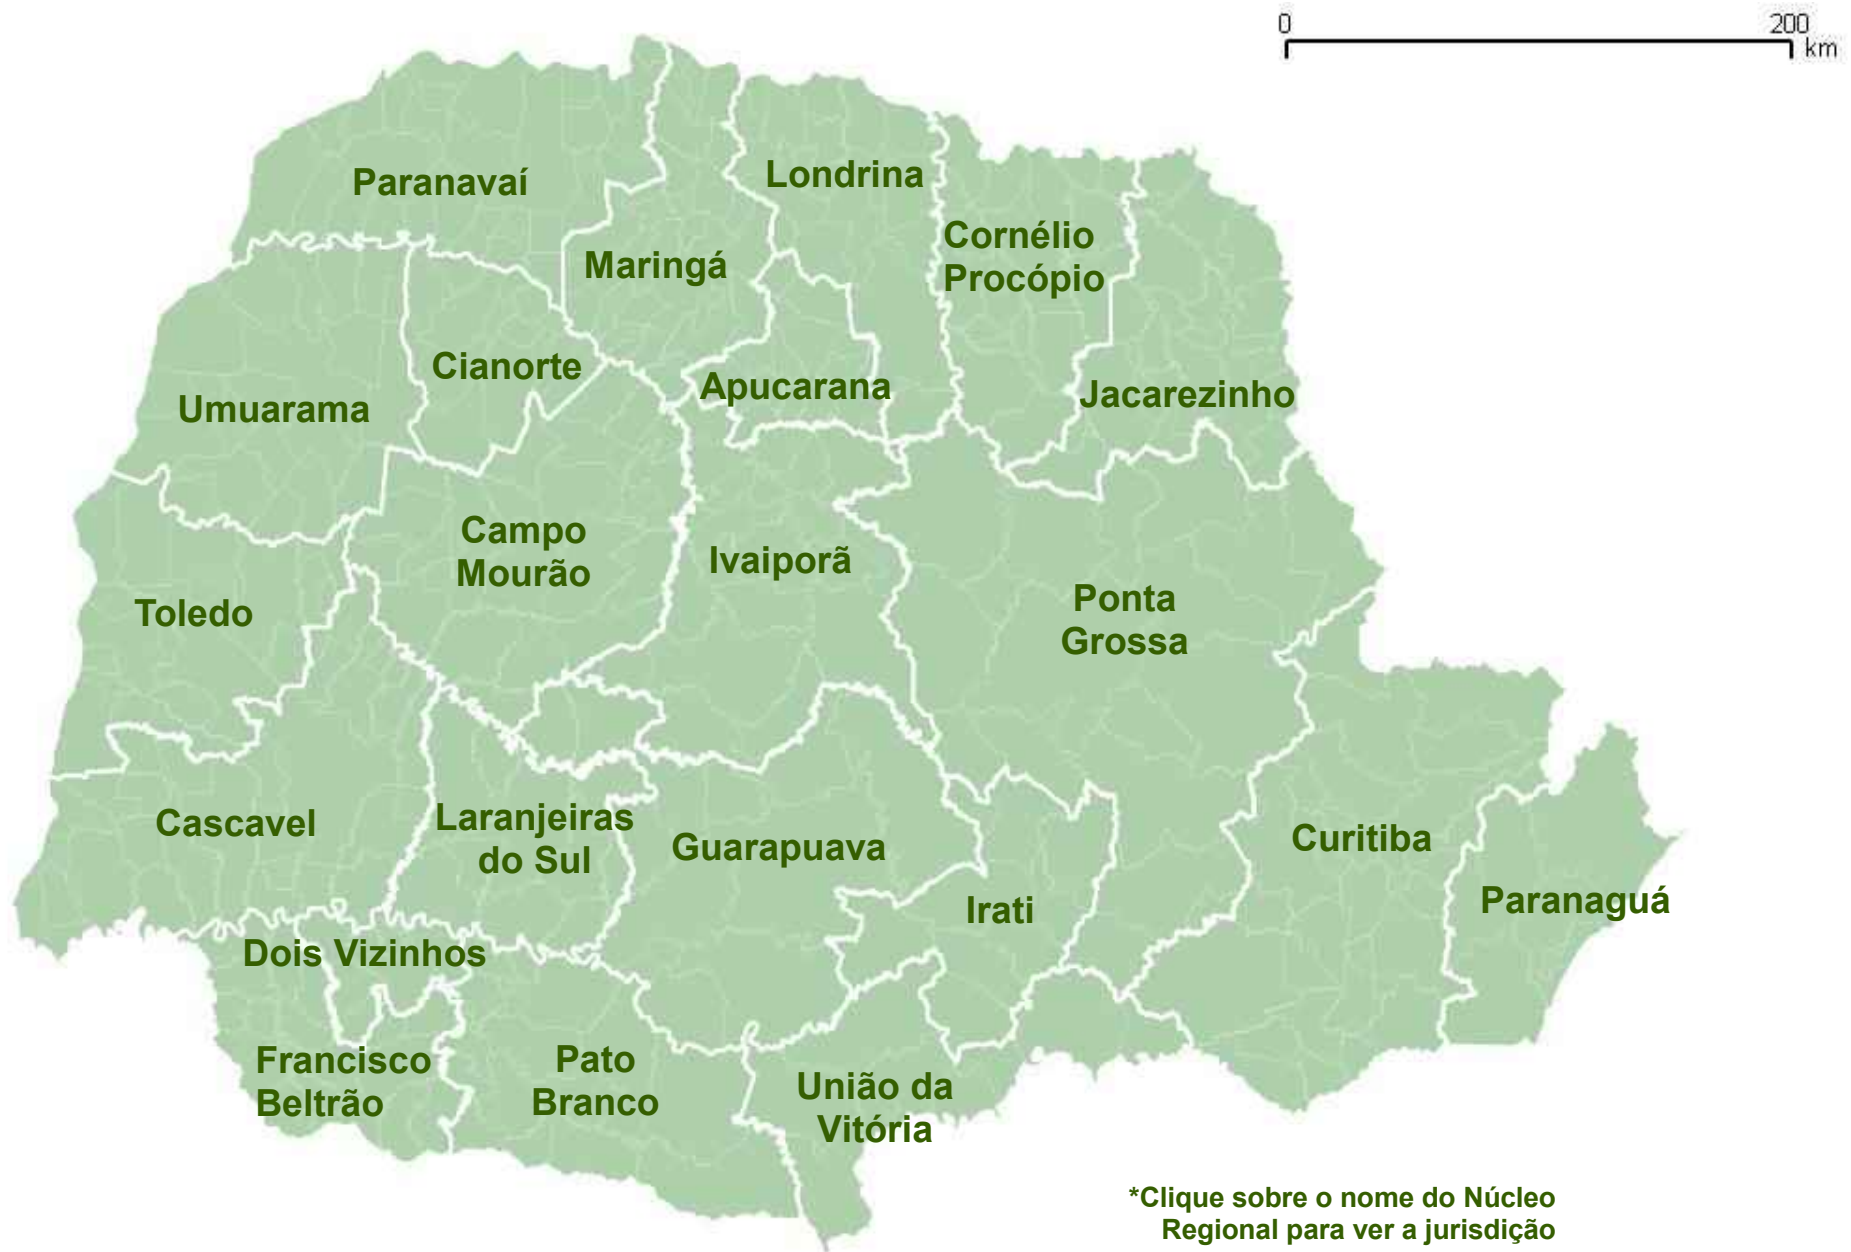 0 200
km
Paranavaí
Londrina
Maringá
Cornélio
Procópio
Cianorte
Umuarama
Apucarana
Jacarezinho
Campo
Mourão
Ivaiporã
Toledo
Ponta
Grossa
Cascavel
Laranjeiras
do Sul
Guarapuava
Curitiba
Irati
Paranaguá
Dois Vizinhos
Francisco
Beltrão
Pato
Branco
União da
Vitória
*Clique sobre o nome do Núcleo
Regional para ver a jurisdição